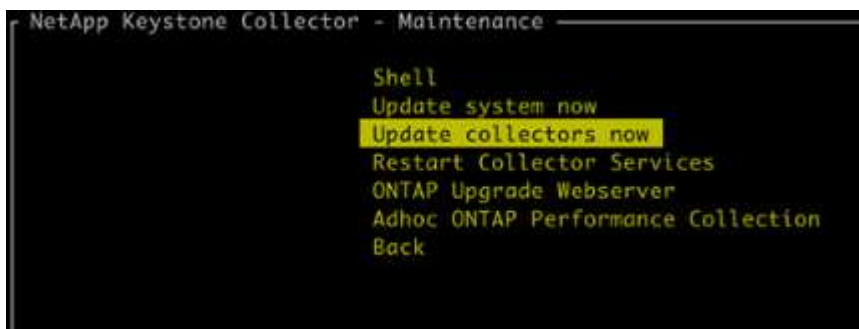 NetApp Keystone Collector - Maintenance
Shell
Update system now
Update collectors now
Restart Collector Services
ONTAP Upgrade Webserver
Adhoc ONTAP Performance Collection
Back